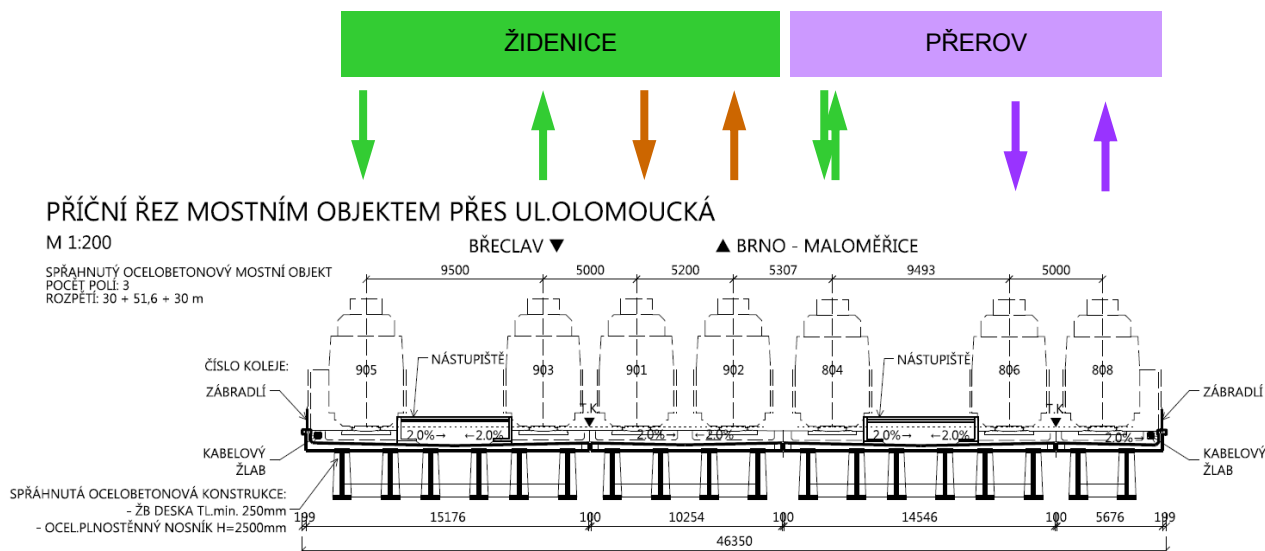 ŽIDENICE
PŘEROV
PŘÍČNÍ ŘEZ MOSTNÍM OBJEKTEM PŘES UL.OLOMOUCKÁ
M 1:200
BŘECLAV ▼
▲ BRNO - MALOMĚŘICE
SPŘAHNUTÝ OCELOBETONOVÝ MOSTNÍ OBJEKT
POČET POLÍ: 3
ROZPĚTÍ: 30 + 51,6 + 30 m
9500
5000
5200
5307
9493
5000
ČÍSLO KOLEJE:
905
903
901
902
804
806
808
NÁSTUPIŠTĚ
NÁSTUPIŠTĚ
ZÁBRADLÍ
ZÁBRADLÍ
T.K.
T.K.
2.0%→
←2.0%
2.0%→
←2.0%
2.0%→
←2.0%
2.0%→
KABELOVÝ
ŽLAB
KABELOVÝ
ŽLAB
SPŘÁHNUTÁ OCELOBETONOVÁ KONSTRUKCE:
- ŽB DESKA TL.min. 250mm
- OCEL.PLNOSTĚNNÝ NOSNÍK H=2500mm
199
15176
100
10254
100
14546
100
5676
199
46350